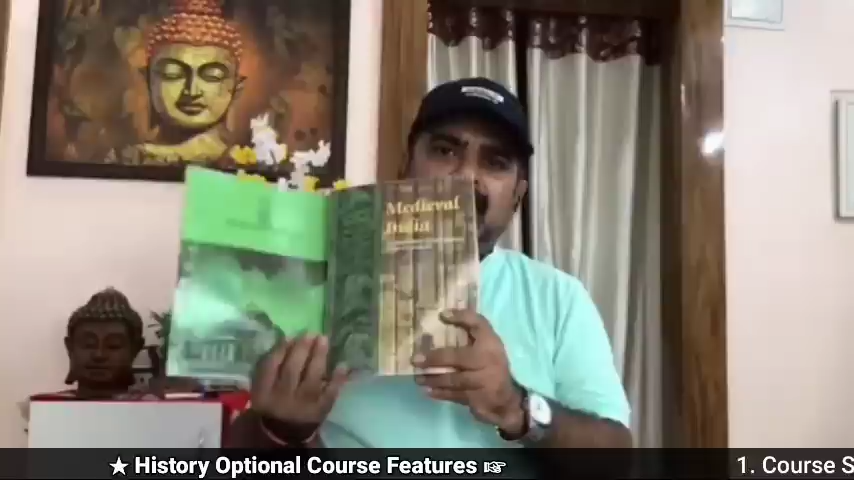 Medieval
India
★ History Optional Course Features ☞
1. Course S